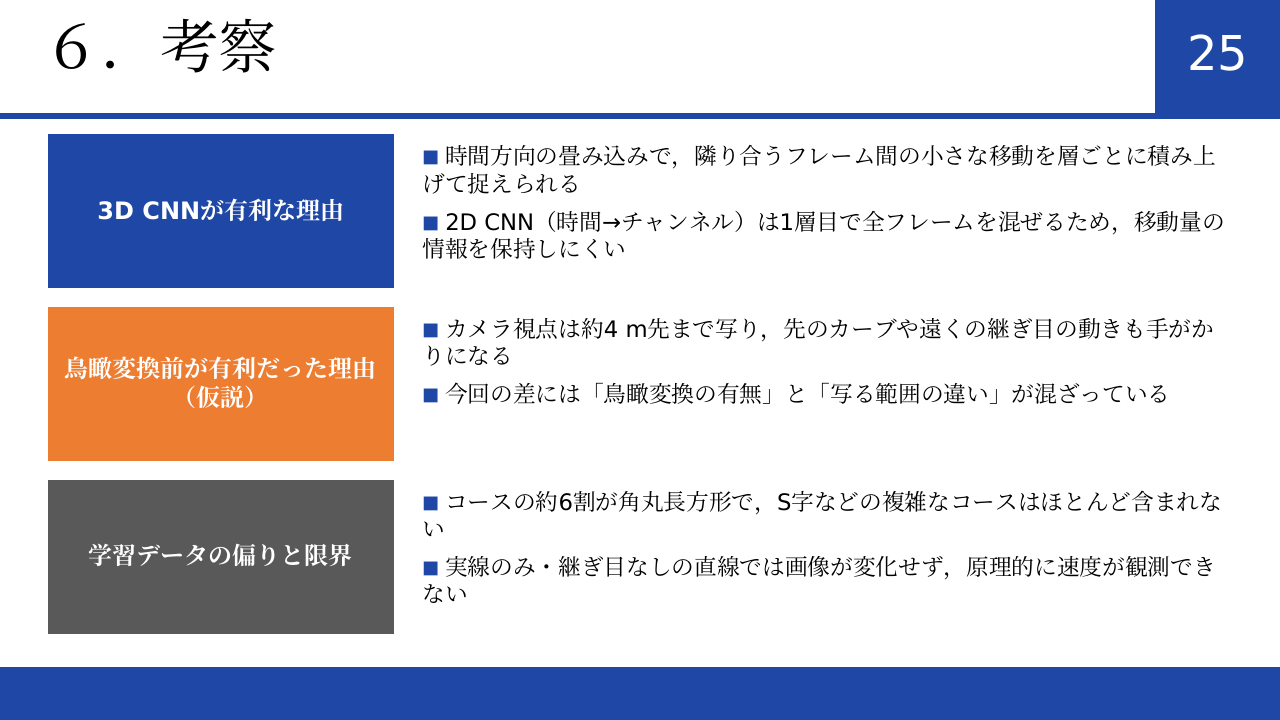 ６．考察
25
3D CNNが有利な理由
■ 時間方向の畳み込みで，隣り合うフレーム間の小さな移動を層ごとに積み上
げて捉えられる
■ 2D CNN（時間→チャンネル）は1層目で全フレームを混ぜるため，移動量の
情報を保持しにくい
鳥瞰変換前が有利だった理由
（仮説）
■ カメラ視点は約4 m先まで写り，先のカーブや遠くの継ぎ目の動きも手がか
りになる
■ 今回の差には「鳥瞰変換の有無」と「写る範囲の違い」が混ざっている
学習データの偏りと限界
■ コースの約6割が角丸長方形で，S字などの複雑なコースはほとんど含まれな
い
■ 実線のみ・継ぎ目なしの直線では画像が変化せず，原理的に速度が観測でき
ない